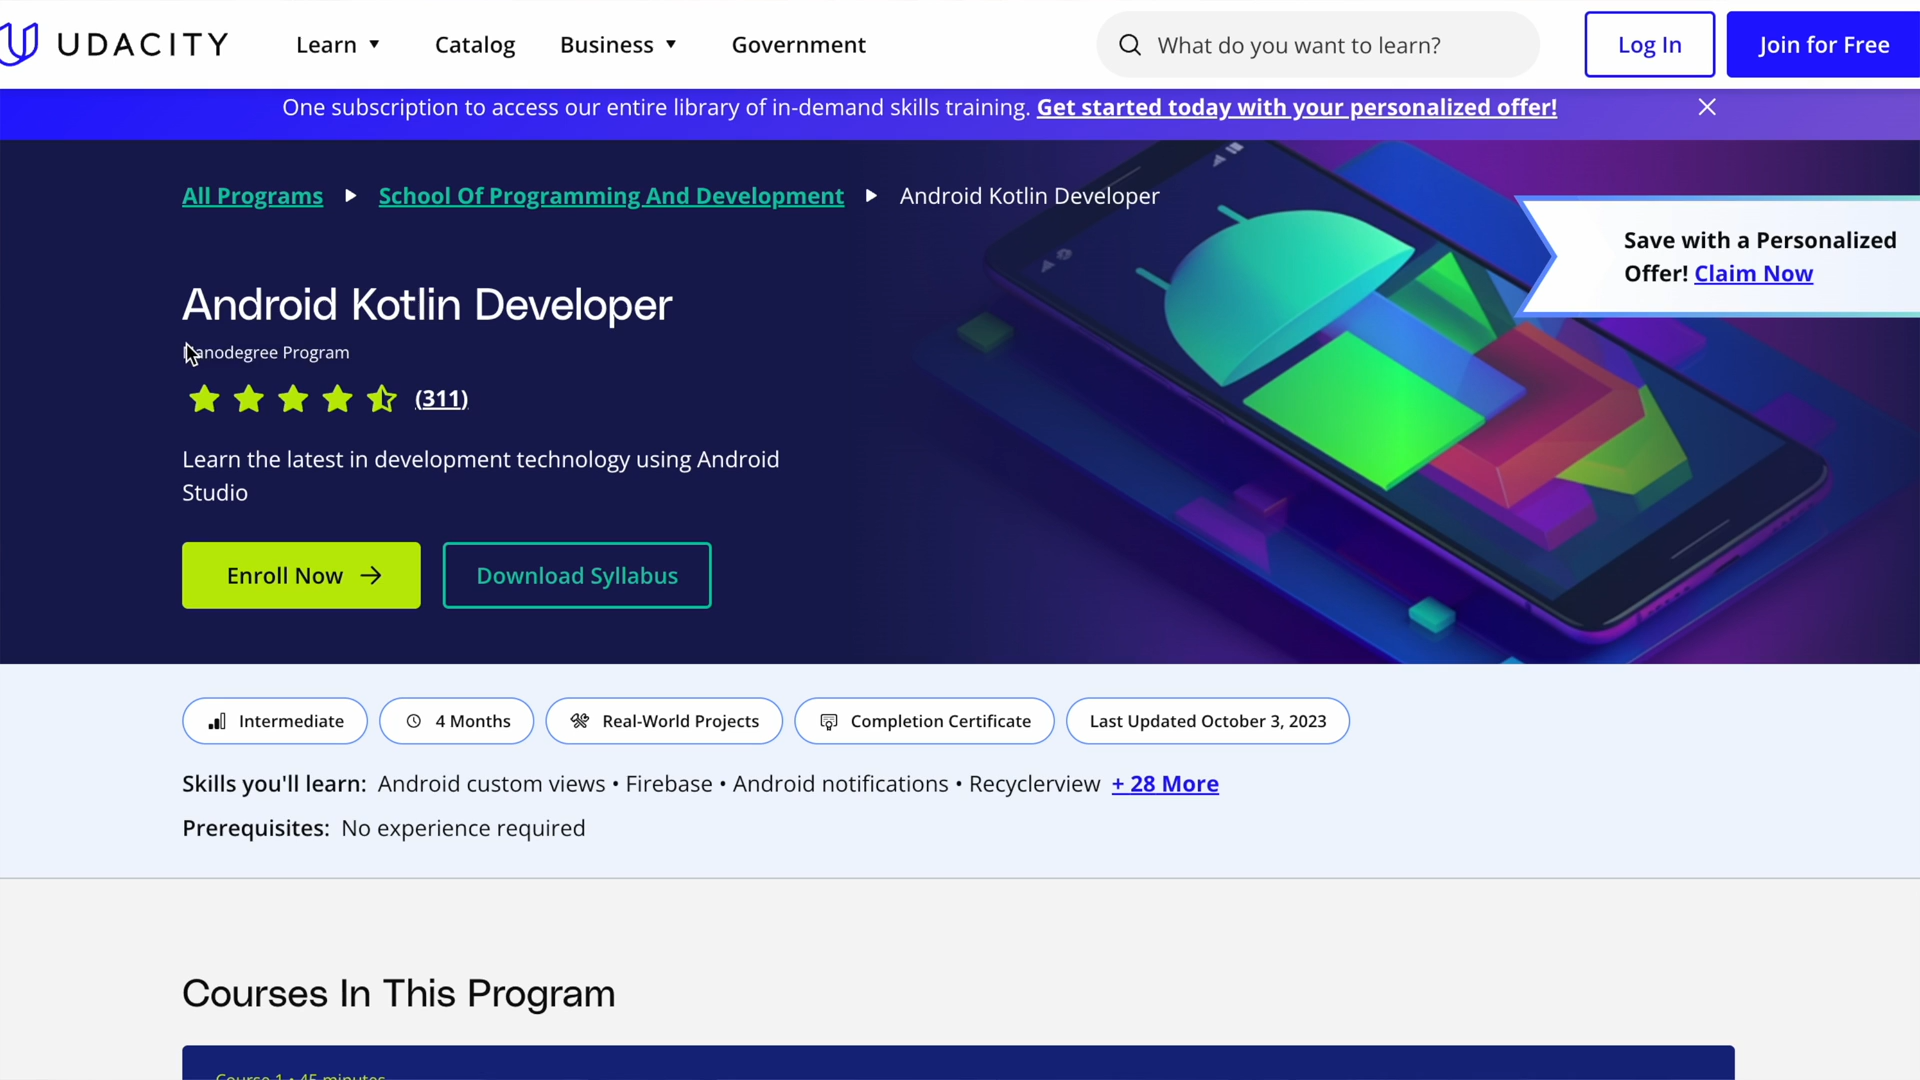 UDACITY
Learn
Catalog
Business
Government
What do you want to learn?
Log In
Join for Free
One subscription to access our entire library of in-demand skills training. Get started today with your personalized offer!
All Programs
School Of Programming And Development
Android Kotlin Developer
Save with a Personalized
Offer! Claim Now
Android Kotlin Developer
Nanodegree Program
(311)
Learn the latest in development technology using Android
Studio
Enroll Now
Download Syllabus
Intermediate
4 Months
Real-World Projects
Completion Certificate
Last Updated October 3, 2023
Skills you'll learn: Android custom views • Firebase • Android notifications • Recyclerview + 28 More
Prerequisites: No experience required
Courses In This Program
Course 1 • 45 minutes